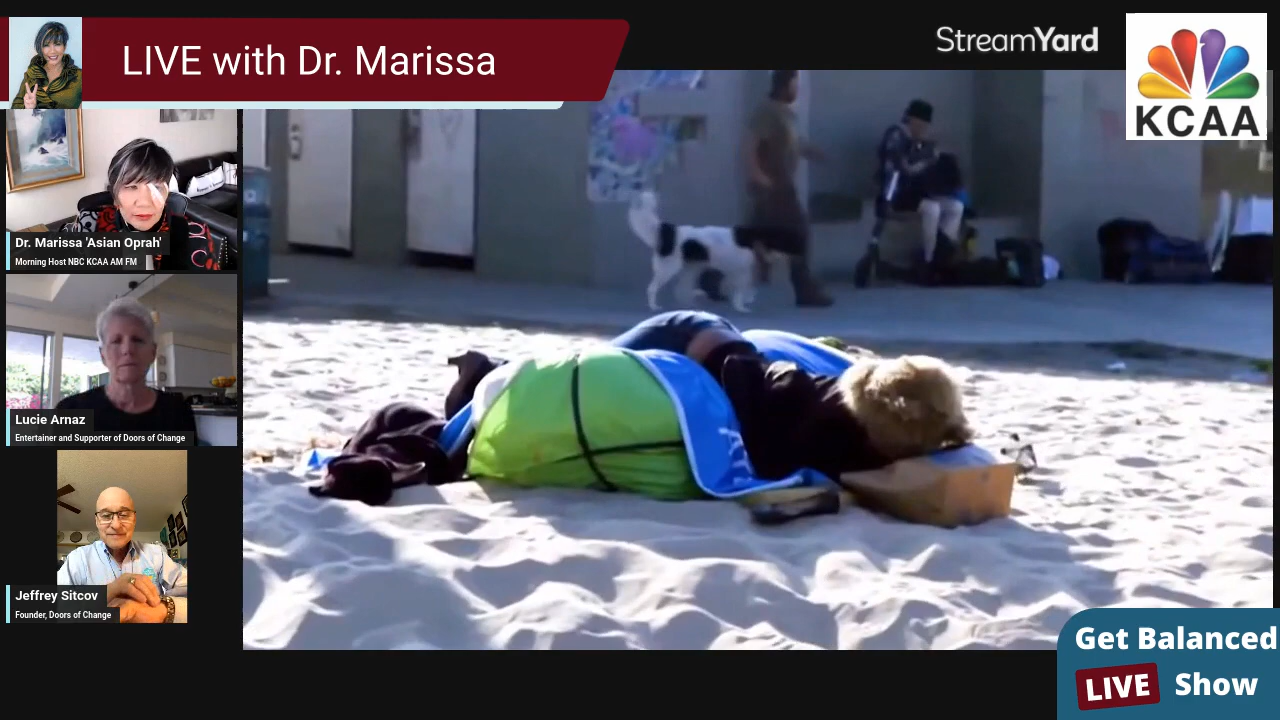 LIVE with Dr. Marissa
StreamYard
KCAA
Dr. Marissa 'Asian Oprah'
Morning Host NBC KCAA AM FM
Lucie Arnaz
Entertainer and Supporter of Doors of Change
Jeffrey Sitcov
Founder, Doors of Change
Get Balanced
LIVE Show